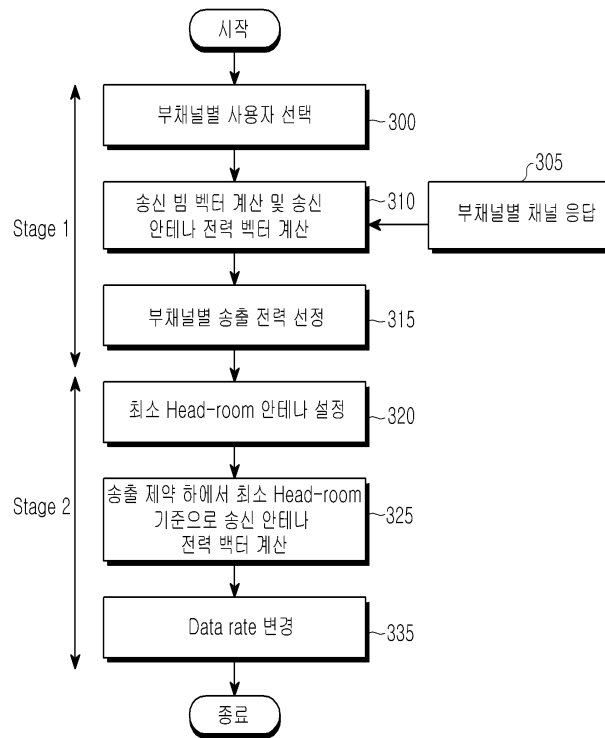 시작
Stage 1
부채널별 사용자 선택
300
송신 빔 벡터 계산 및 송신
안테나 전력 벡터 계산
310
305
부채널별 채널 응답
부채널별 송출 전력 선정
315
Stage 2
최소 Head-room 안테나 설정
320
송출 제약 하에서 최소 Head-room
기준으로 송신 안테나
전력 백터 계산
325
Data rate 변경
335
종료